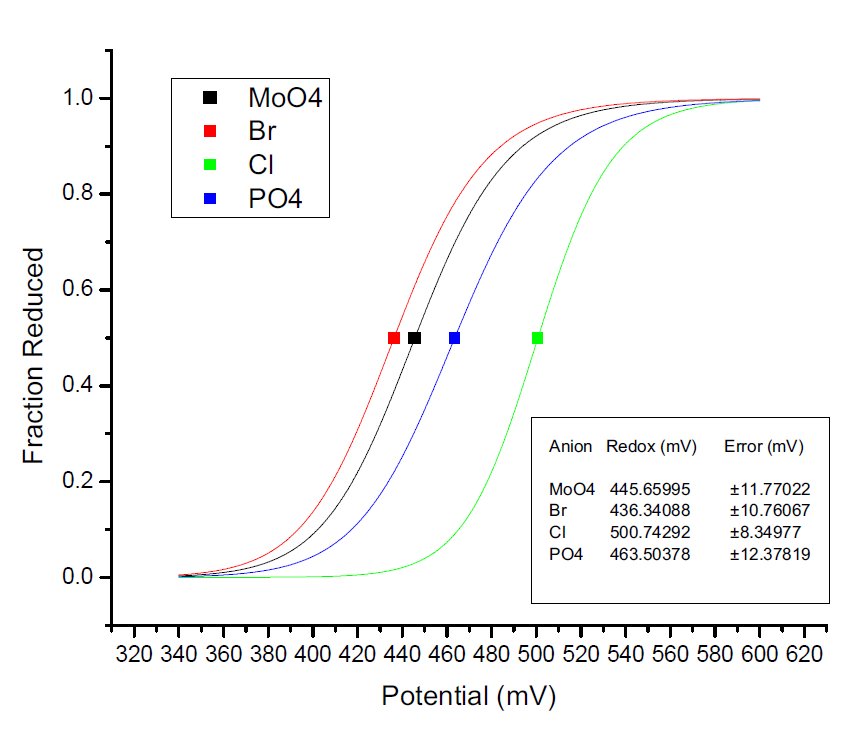 MoO4
Br
Cl
PO4
1.0
0.8
0.6
0.4
0.2
0.0
Fraction Reduced
Anion Redox (mV) Error (mV)
MoO4 445.65995 ±11.77022
Br 436.34088 ±10.76067
Cl 500.74292 ±8.34977
PO4 463.50378 ±12.37819
320 340 360 380 400 420 440 460 480 500 520 540 560 580 600 620
Potential (mV)